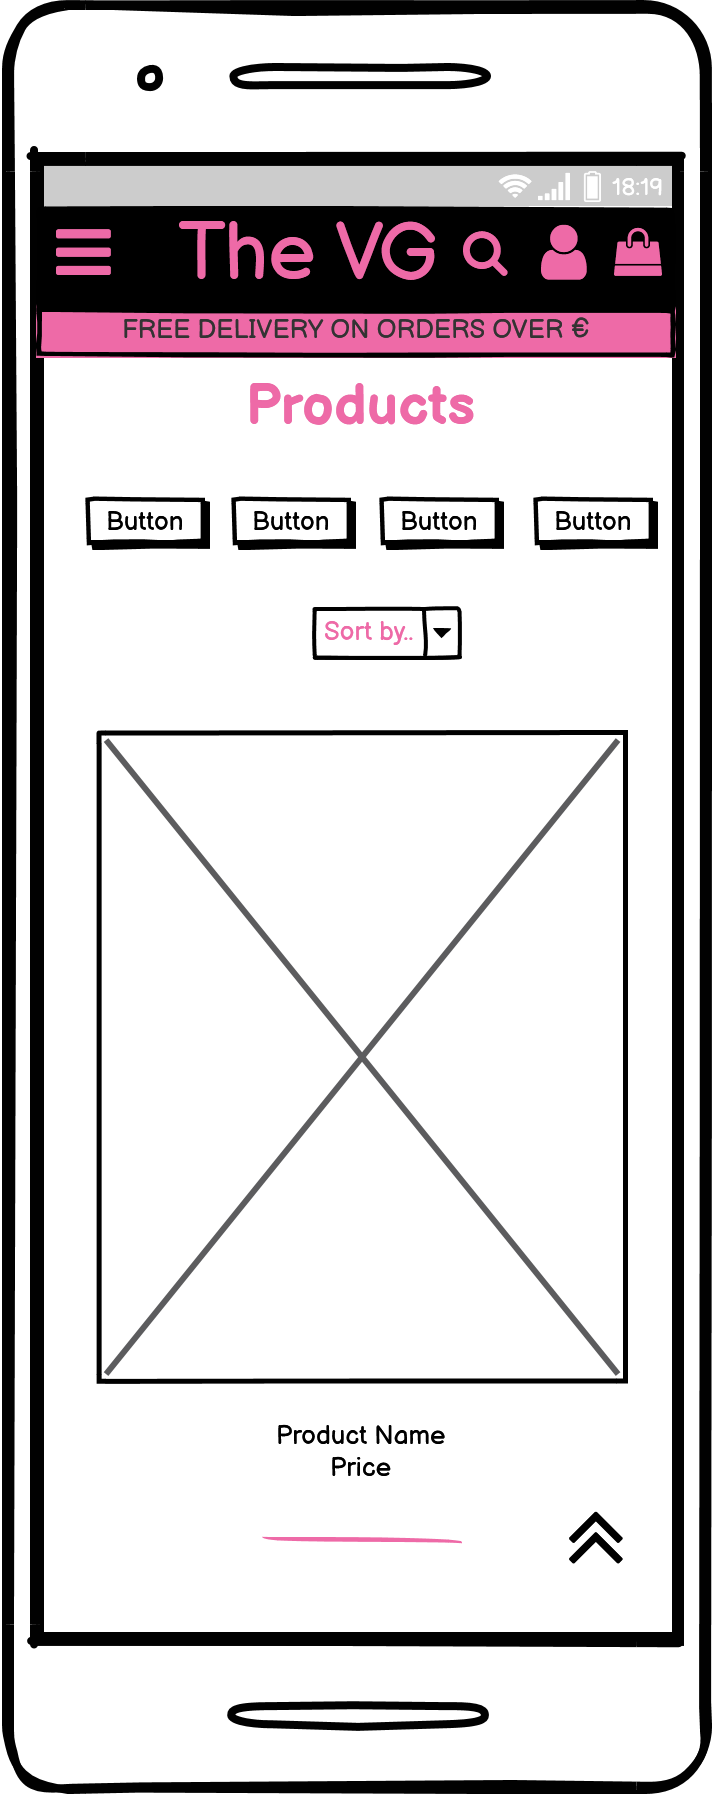 18:19
The VG
FREE DELIVERY ON ORDERS OVER €
Products
Button Button Button Button
Sort by..
Product Name
Price